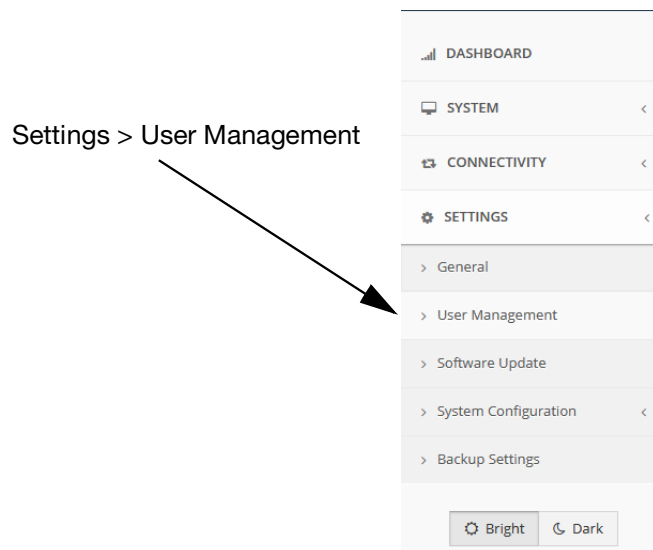 DASHBOARD
SYSTEM
Settings > User Management
CONNECTIVITY
SETTINGS
General
User Management
Software Update
System Configuration
Backup Settings
Bright Dark